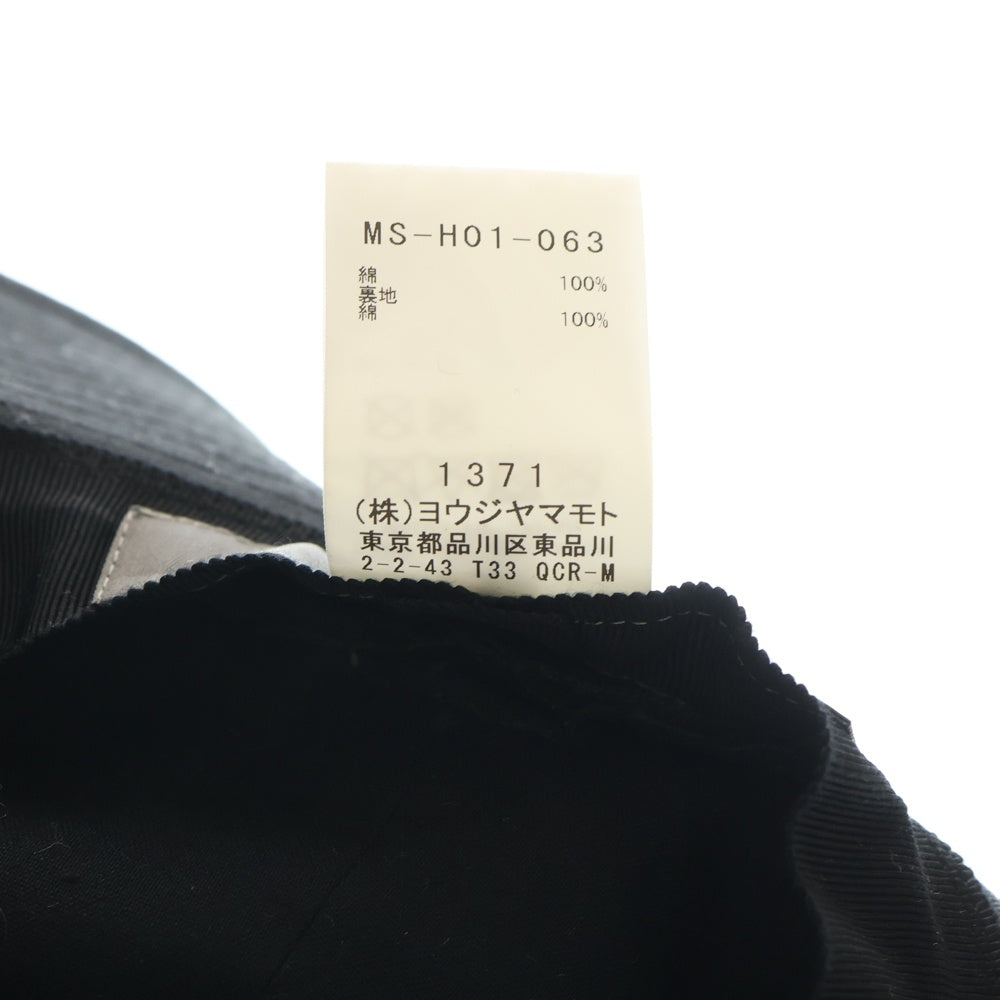 MS-H01-063
綿 100%
裏地
綿 100%
1371
(株)ヨウジヤマモト
東京都品川区東品川
2-2-43 T33 QCR-M